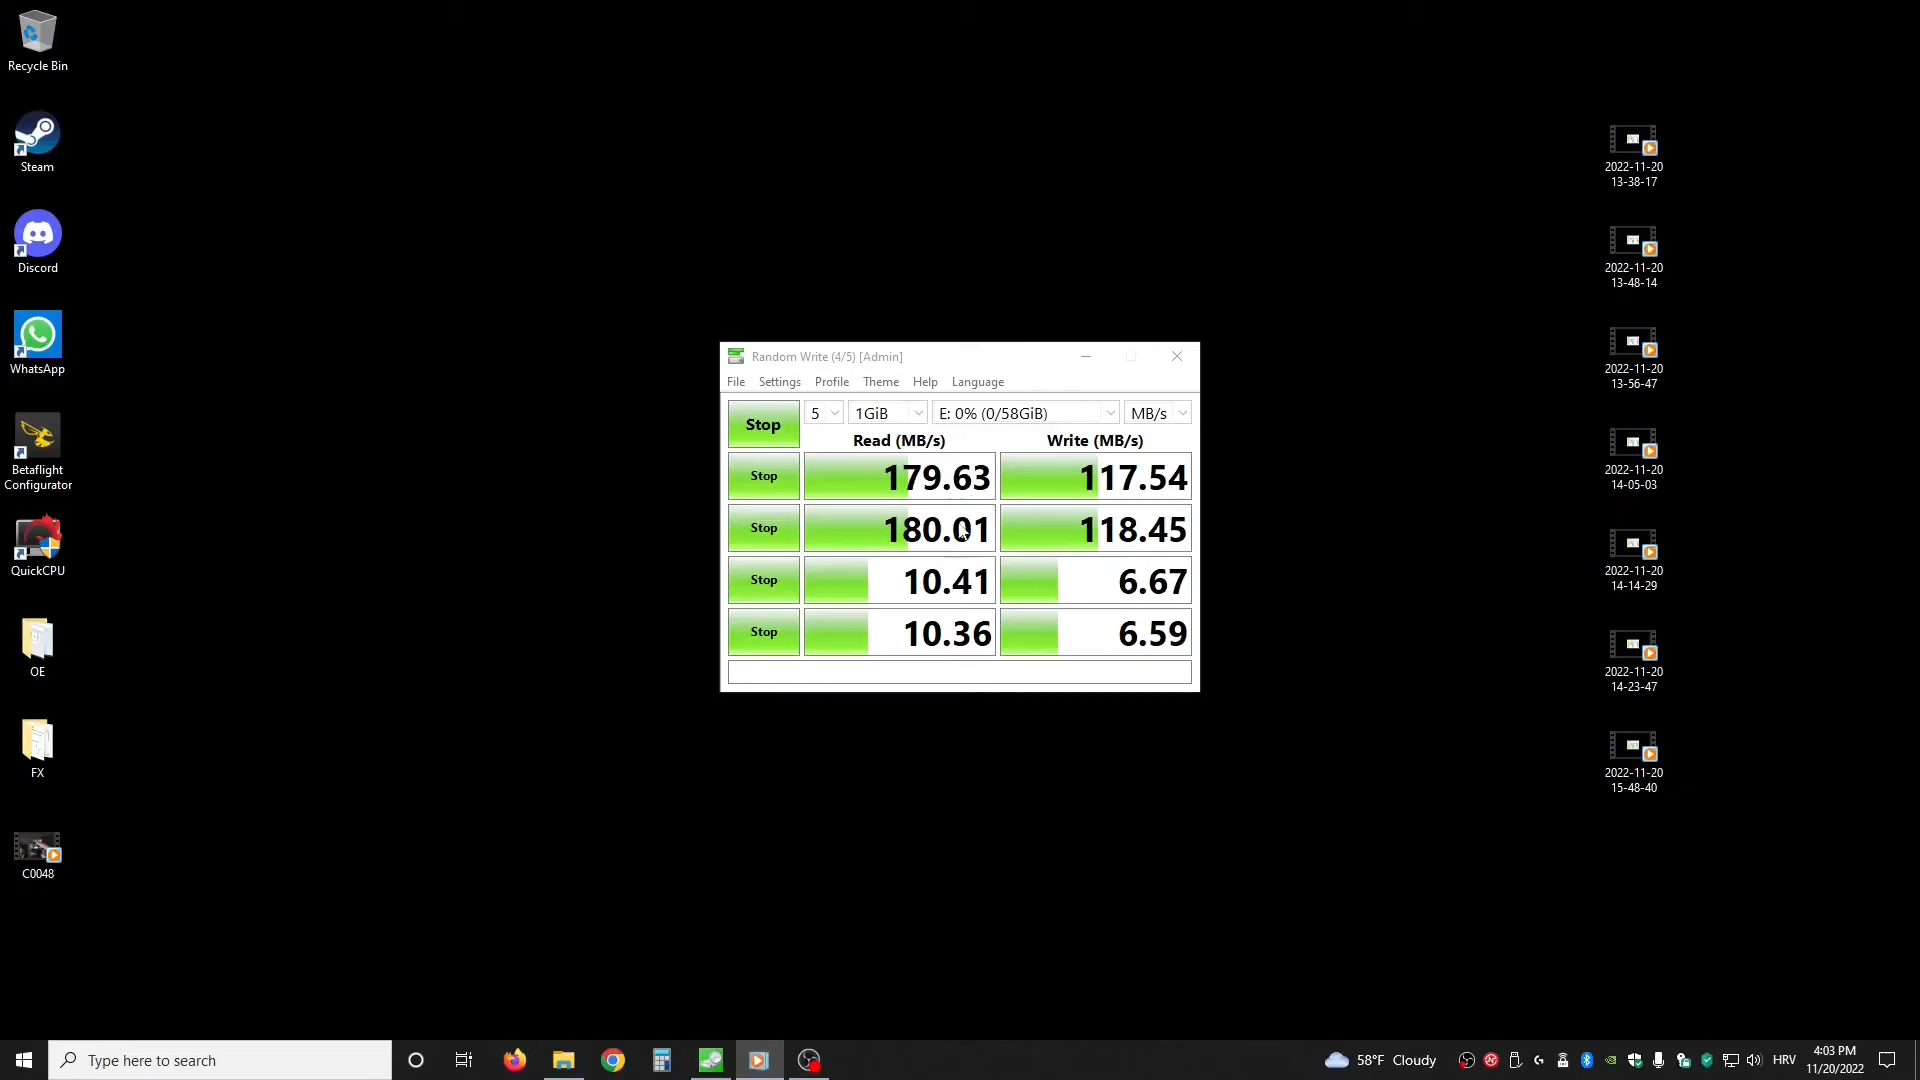 Recycle Bin
Steam
Discord
WhatsApp
Betaflight
Configurator
QuickCPU
OE
FX
C0048
Random Write (4/5) [Admin]
File Settings Profile Theme Help Language
Stop 5 1GiB E: 0% (0/58GiB) MB/s
Read (MB/s) Write (MB/s)
Stop 179.63 117.54
Stop 180.01 118.45
Stop 10.41 6.67
Stop 10.36 6.59
2022-11-20
13-38-17
2022-11-20
13-48-14
2022-11-20
13-56-47
2022-11-20
14-05-03
2022-11-20
14-14-29
2022-11-20
14-23-47
2022-11-20
15-48-40
Type here to search
58°F Cloudy
HRV
4:03 PM
11/20/2022